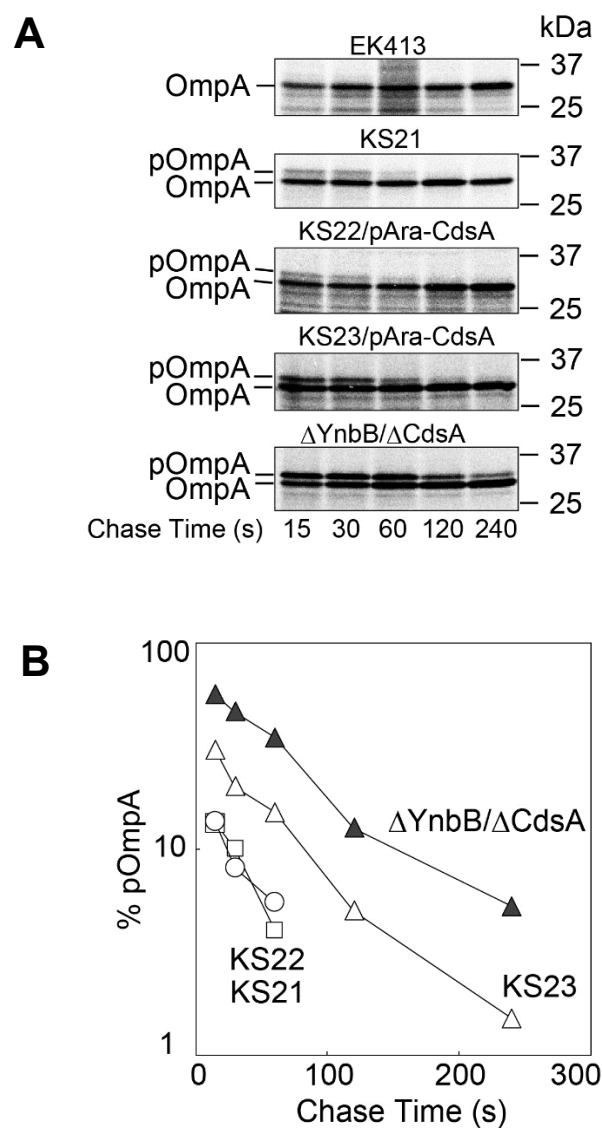 A
kDa
EK413
OmpA
37
25
KS21
pOmpA
OmpA
37
25
KS22/pAra-CdsA
pOmpA
OmpA
37
25
KS23/pAra-CdsA
pOmpA
OmpA
37
25
ΔYnbB/ΔCdsA
pOmpA
OmpA
37
25
Chase Time (s) 15 30 60 120 240
B
100
10
1
% pOmpA
ΔYnbB/ΔCdsA
KS22
KS21
KS23
0 100 200 300
Chase Time (s)